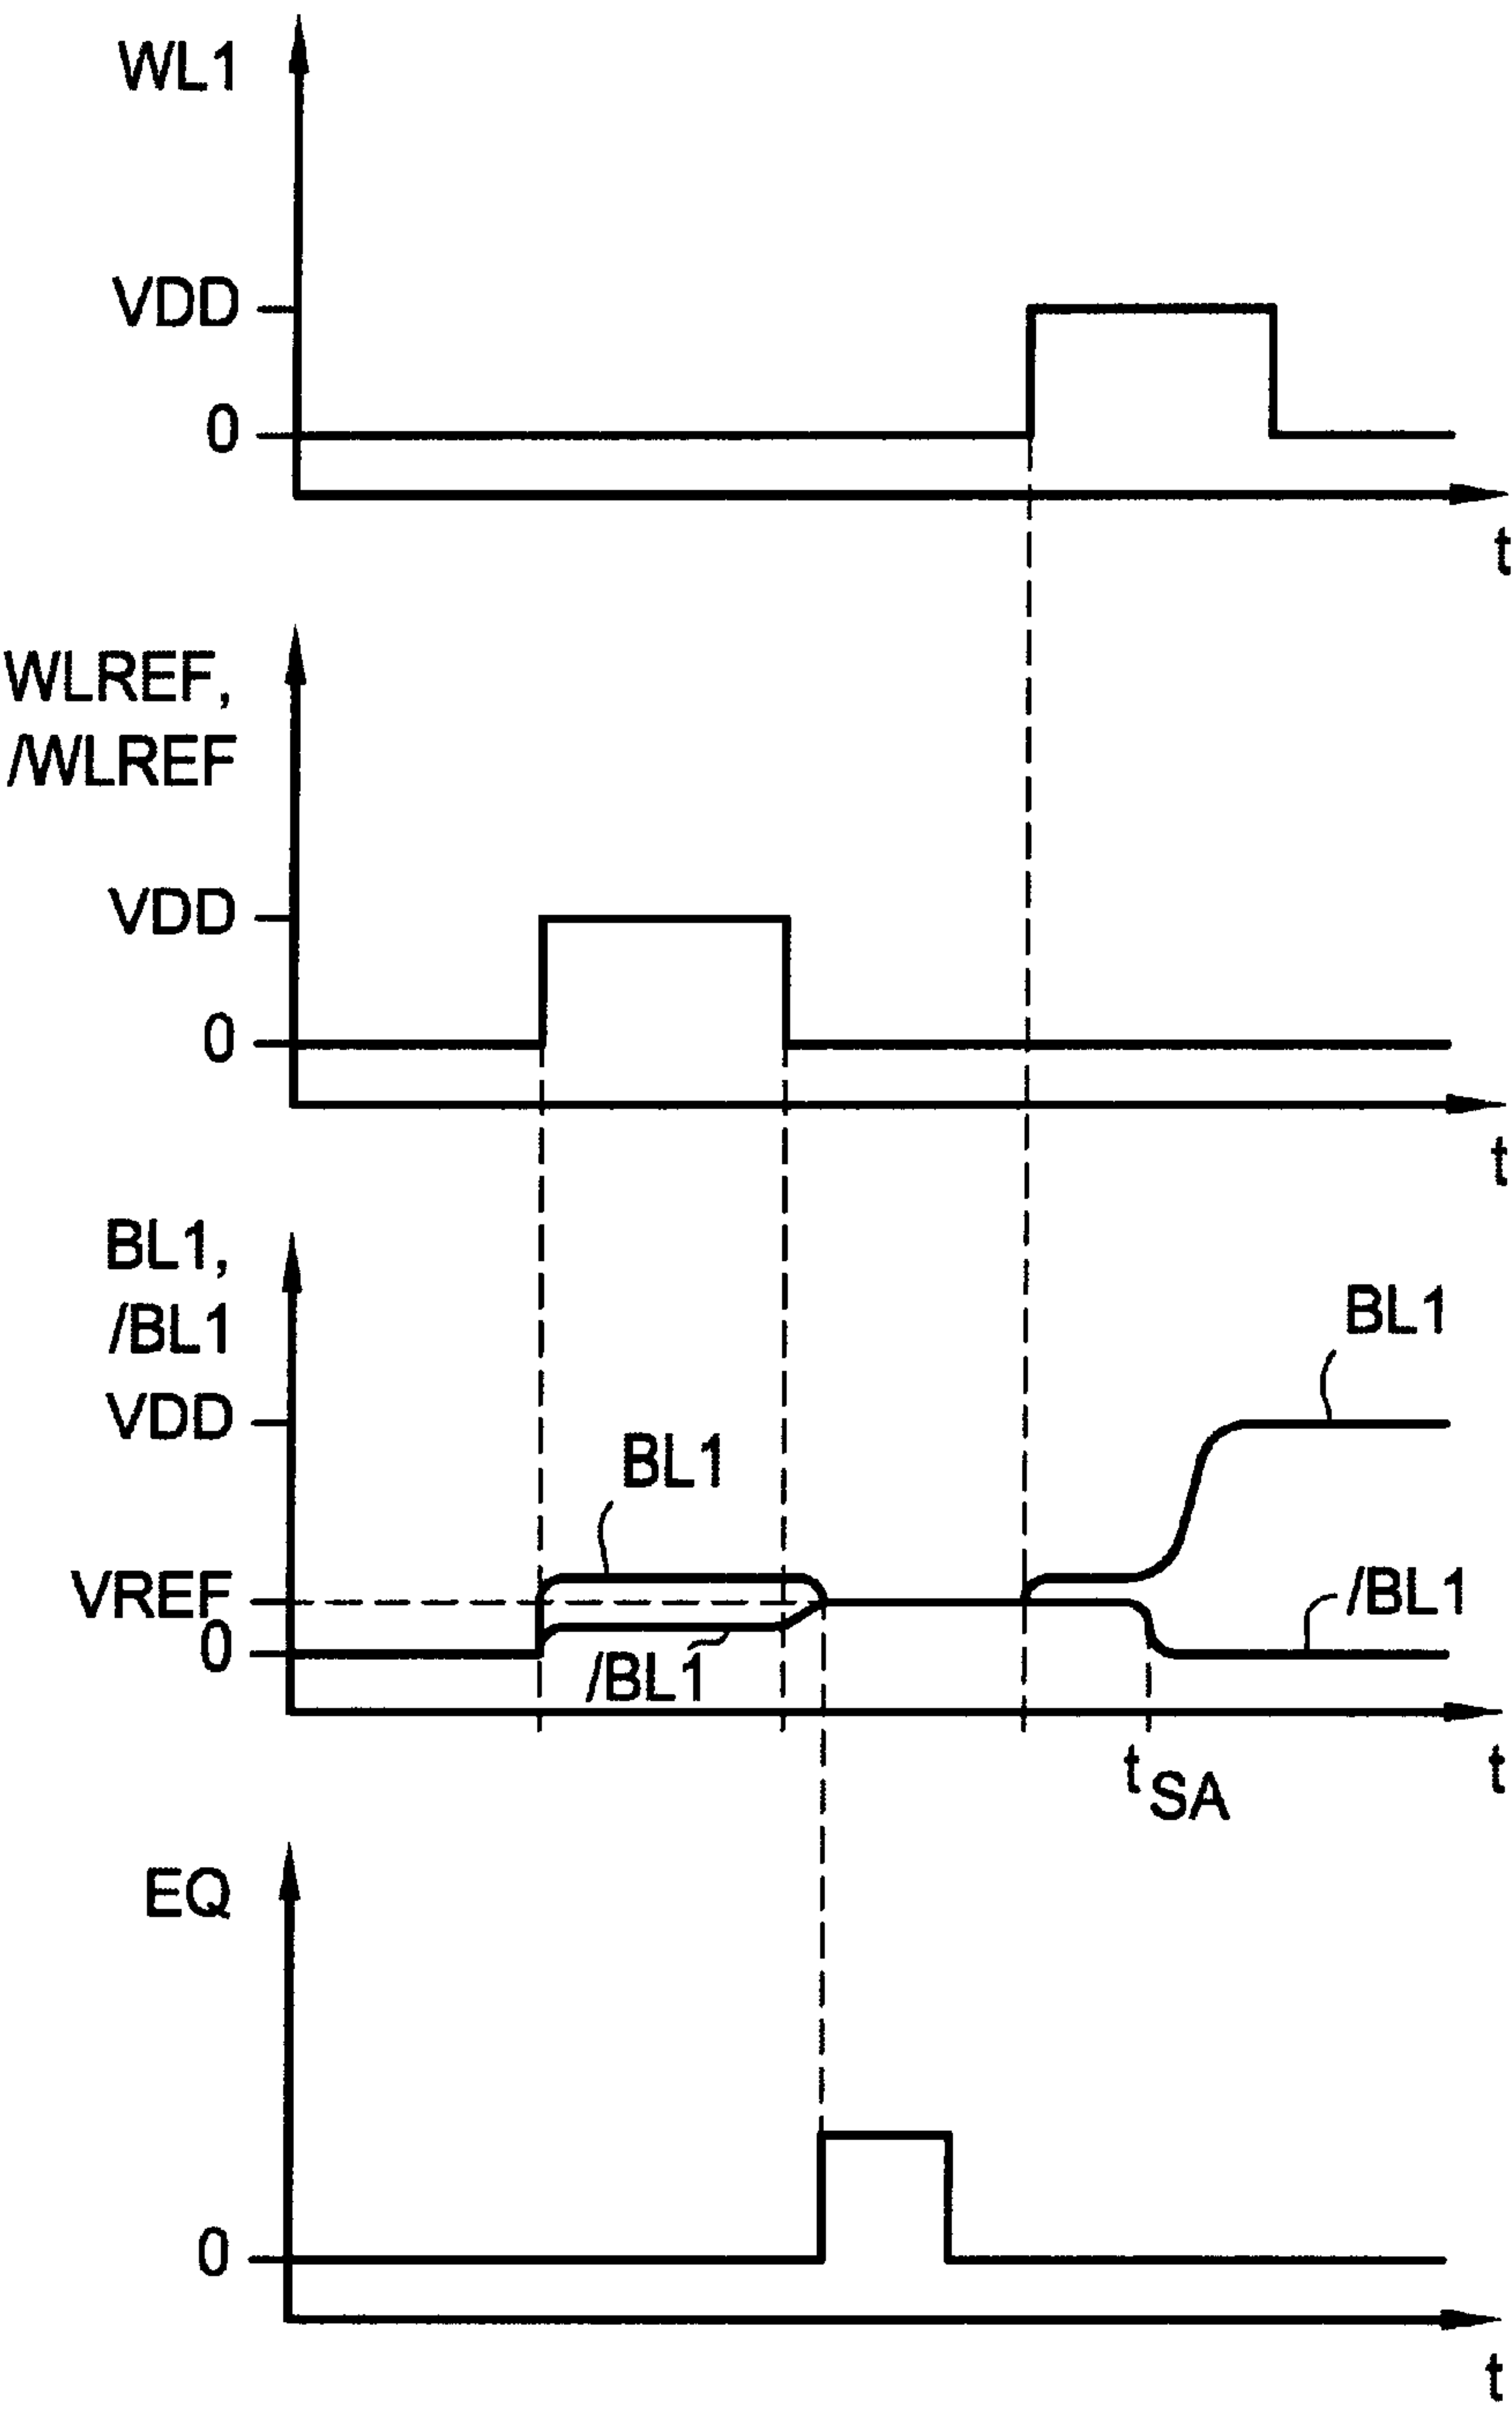 WL1
VDD
0
t
WLREF,
/WLREF
VDD
0
t
BL1,
/BL1
VDD
BL1
BL1
VREF
/BL1
0
/BL1
tSA
t
EQ
0
t